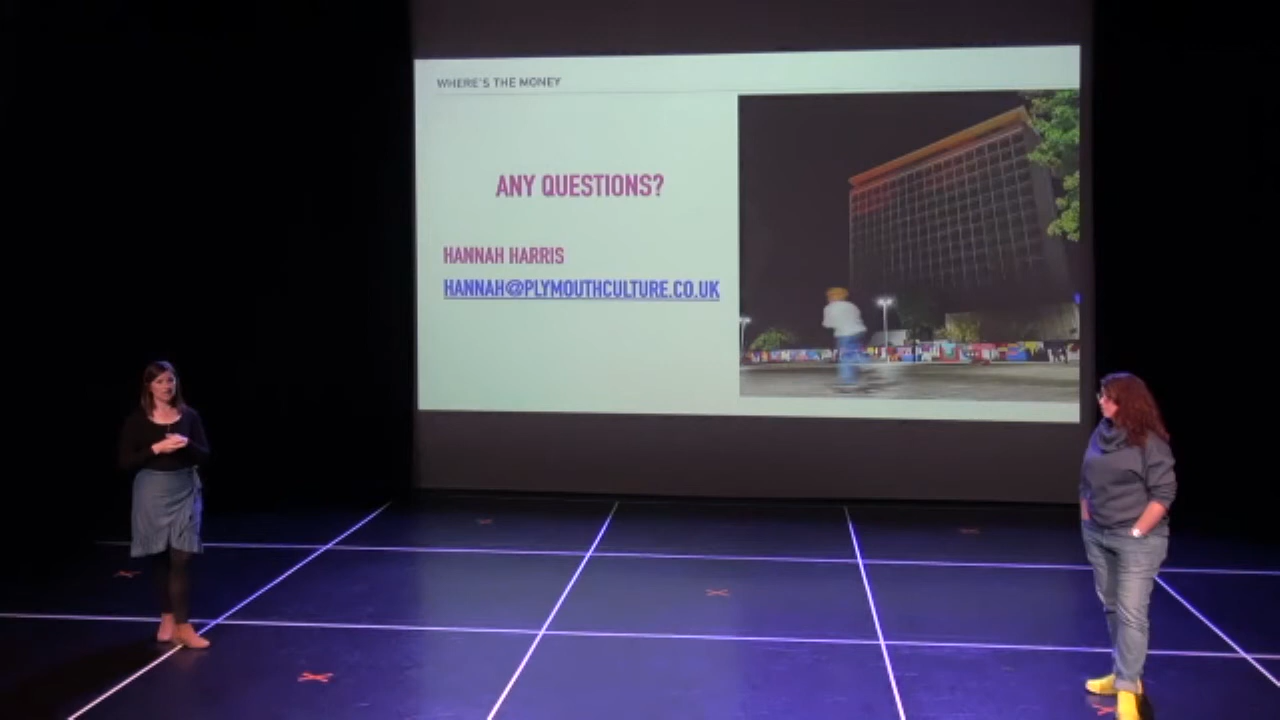 WHERE'S THE MONEY
ANY QUESTIONS?
HANNAH HARRIS
HANNAH@PLYMOUTHCULTURE.CO.UK